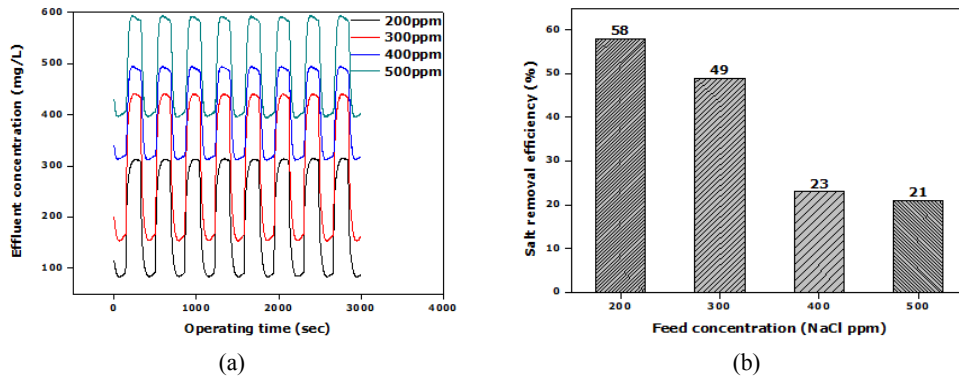 200ppm
300ppm
400ppm
500ppm
600
500
400
300
200
100
0
1000
2000
3000
4000
Effluent concentration (mg/L)
Operating time (sec)
(a)
60
50
40
30
20
10
0
58
49
23
21
200
300
400
500
Salt removal efficiency (%)
Feed concentration (NaCl ppm)
(b)